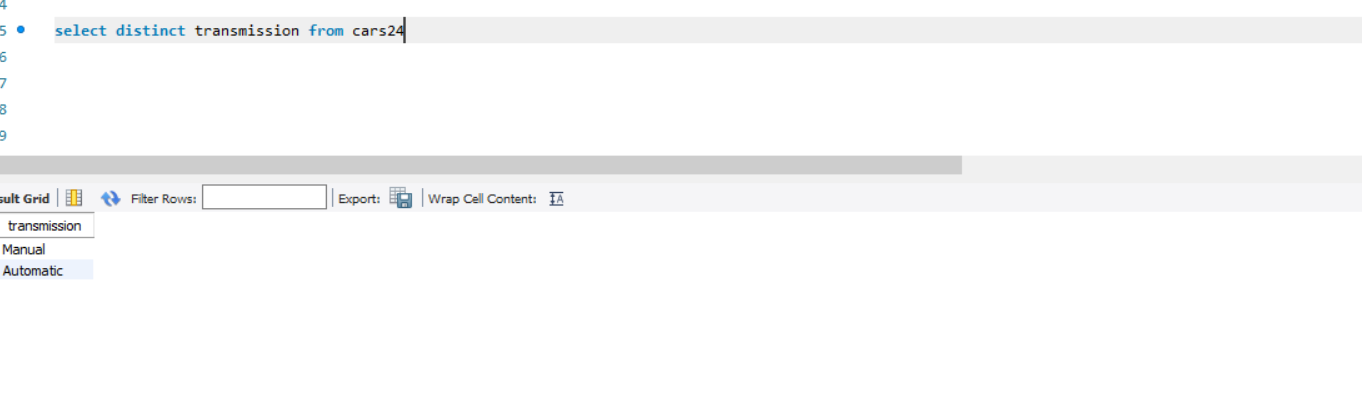 4
5 select distinct transmission from cars24
6
7
8
9
sult Grid Filter Rows: Export: Wrap Cell Content: IA
transmission
Manual
Automatic